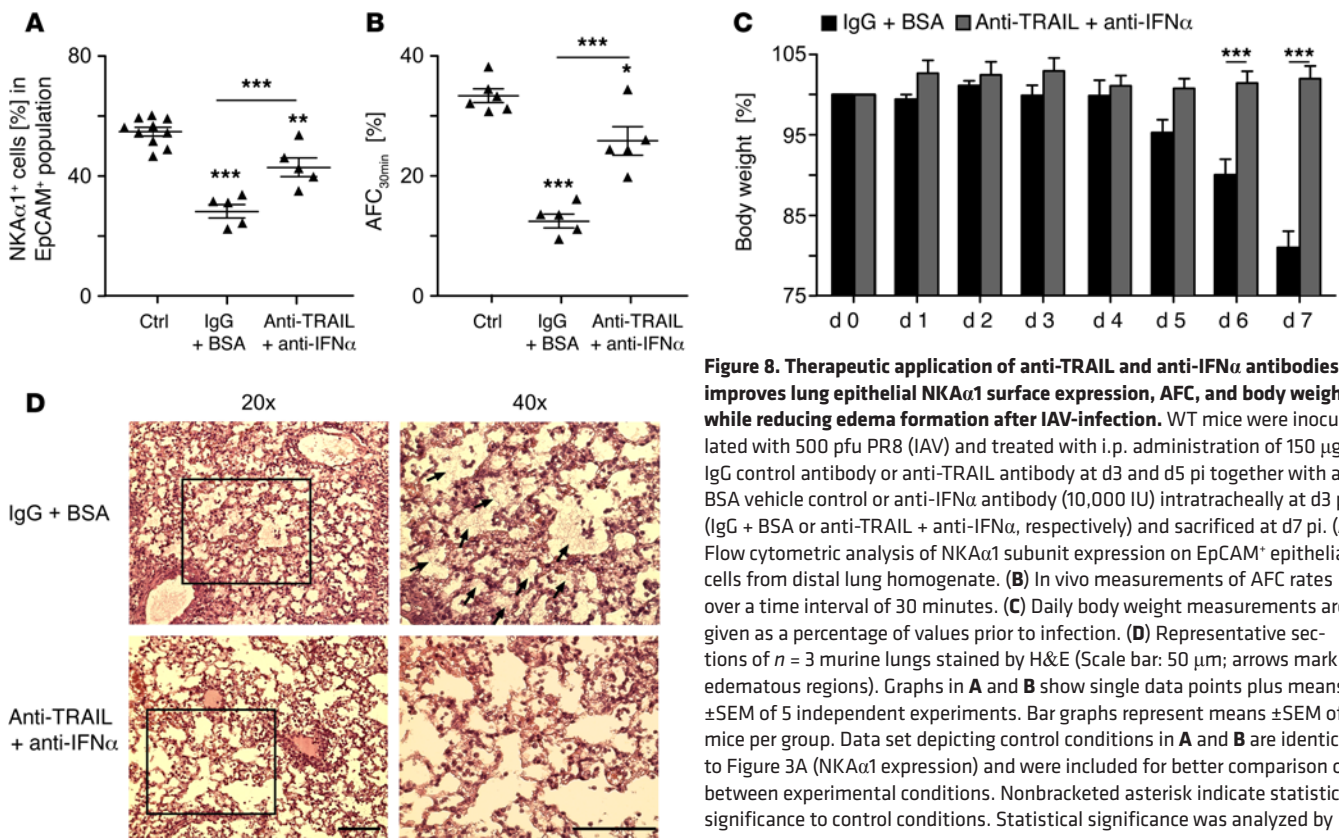 A
NKAα1⁺ cells [%] in
EpCAM⁺ population
80
40
0
***
***
**
Ctrl
IgG
+ BSA
Anti-TRAIL
+ anti-IFNα
B
AFC30min [%]
40
20
0
***
***
*
Ctrl
IgG
+ BSA
Anti-TRAIL
+ anti-IFNα
C
IgG + BSA Anti-TRAIL + anti-IFNα
Body weight [%]
105
95
85
75
***
***
d 0 d 1 d 2 d 3 d 4 d 5 d 6 d 7
D
20x
40x
IgG + BSA
Anti-TRAIL
+ anti-IFNα
Figure 8. Therapeutic application of anti-TRAIL and anti-IFNα antibodies
improves lung epithelial NKAα1 surface expression, AFC, and body weigh
while reducing edema formation after IAV-infection. WT mice were inocu
lated with 500 pfu PR8 (IAV) and treated with i.p. administration of 150 μg
IgG control antibody or anti-TRAIL antibody at d3 and d5 pi together with a
BSA vehicle control or anti-IFNα antibody (10,000 IU) intratracheally at d3 p
(IgG + BSA or anti-TRAIL + anti-IFNα, respectively) and sacrificed at d7 pi. (
Flow cytometric analysis of NKAα1 subunit expression on EpCAM⁺ epithelia
cells from distal lung homogenate. (B) In vivo measurements of AFC rates
over a time interval of 30 minutes. (C) Daily body weight measurements are
given as a percentage of values prior to infection. (D) Representative sec-
tions of n = 3 murine lungs stained by H&E (Scale bar: 50 μm; arrows mark
edematous regions). Graphs in A and B show single data points plus means
±SEM of 5 independent experiments. Bar graphs represent means ±SEM of
mice per group. Data set depicting control conditions in A and B are identic
to Figure 3A (NKAα1 expression) and were included for better comparison o
between experimental conditions. Nonbracketed asterisk indicate statistic
significance to control conditions. Statistical significance was analyzed by